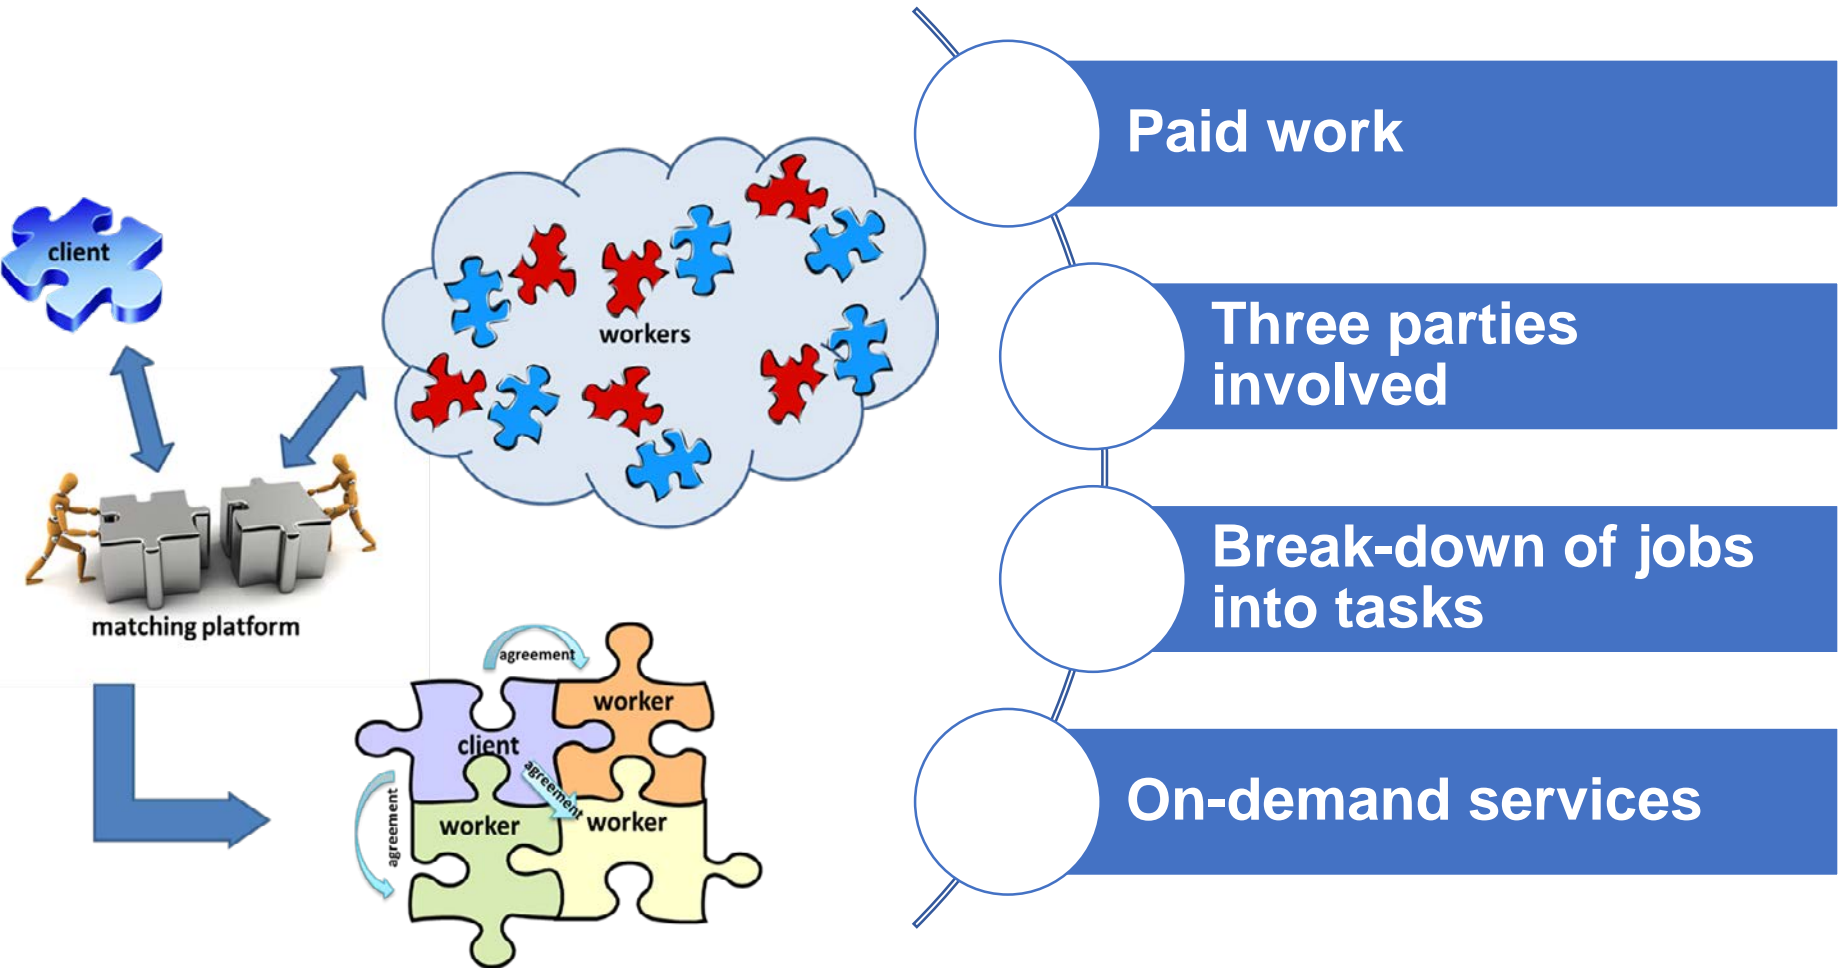 client
workers
matching platform
agreement
worker
client
agreement
agreement
worker
worker
Paid work
Three parties
involved
Break-down of jobs
into tasks
On-demand services